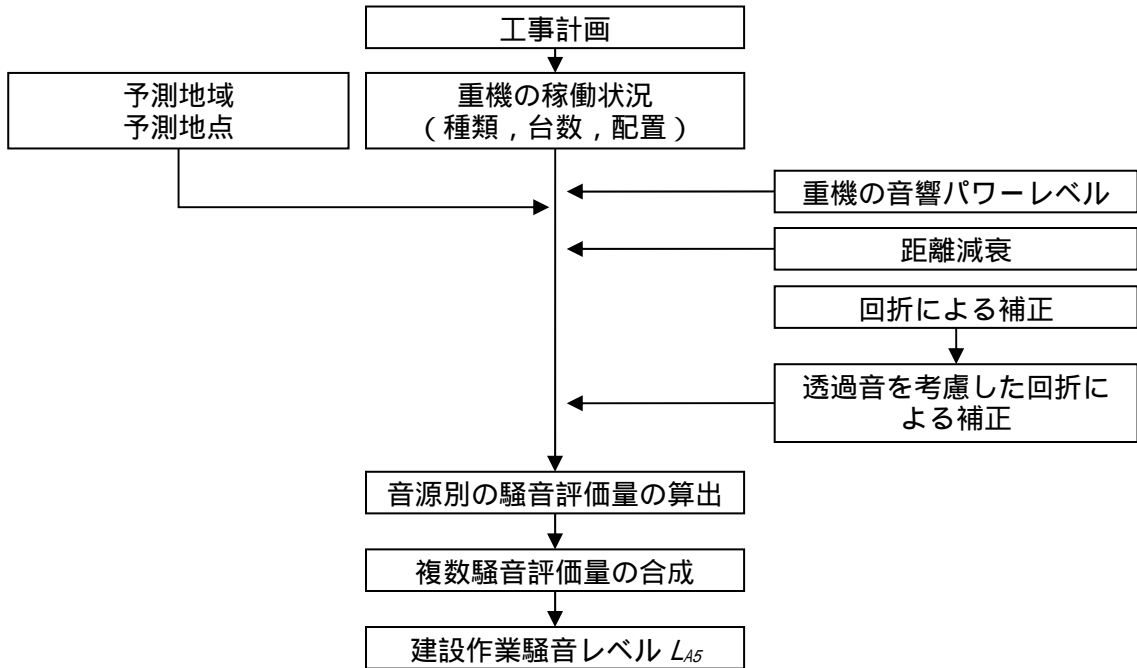 工事計画
予測地域
予測地点
重機の稼働状況
（種類，台数，配置）
重機の音響パワーレベル
距離減衰
回折による補正
透過音を考慮した回折に
よる補正
音源別の騒音評価量の算出
複数騒音評価量の合成
建設作業騒音レベル LA5